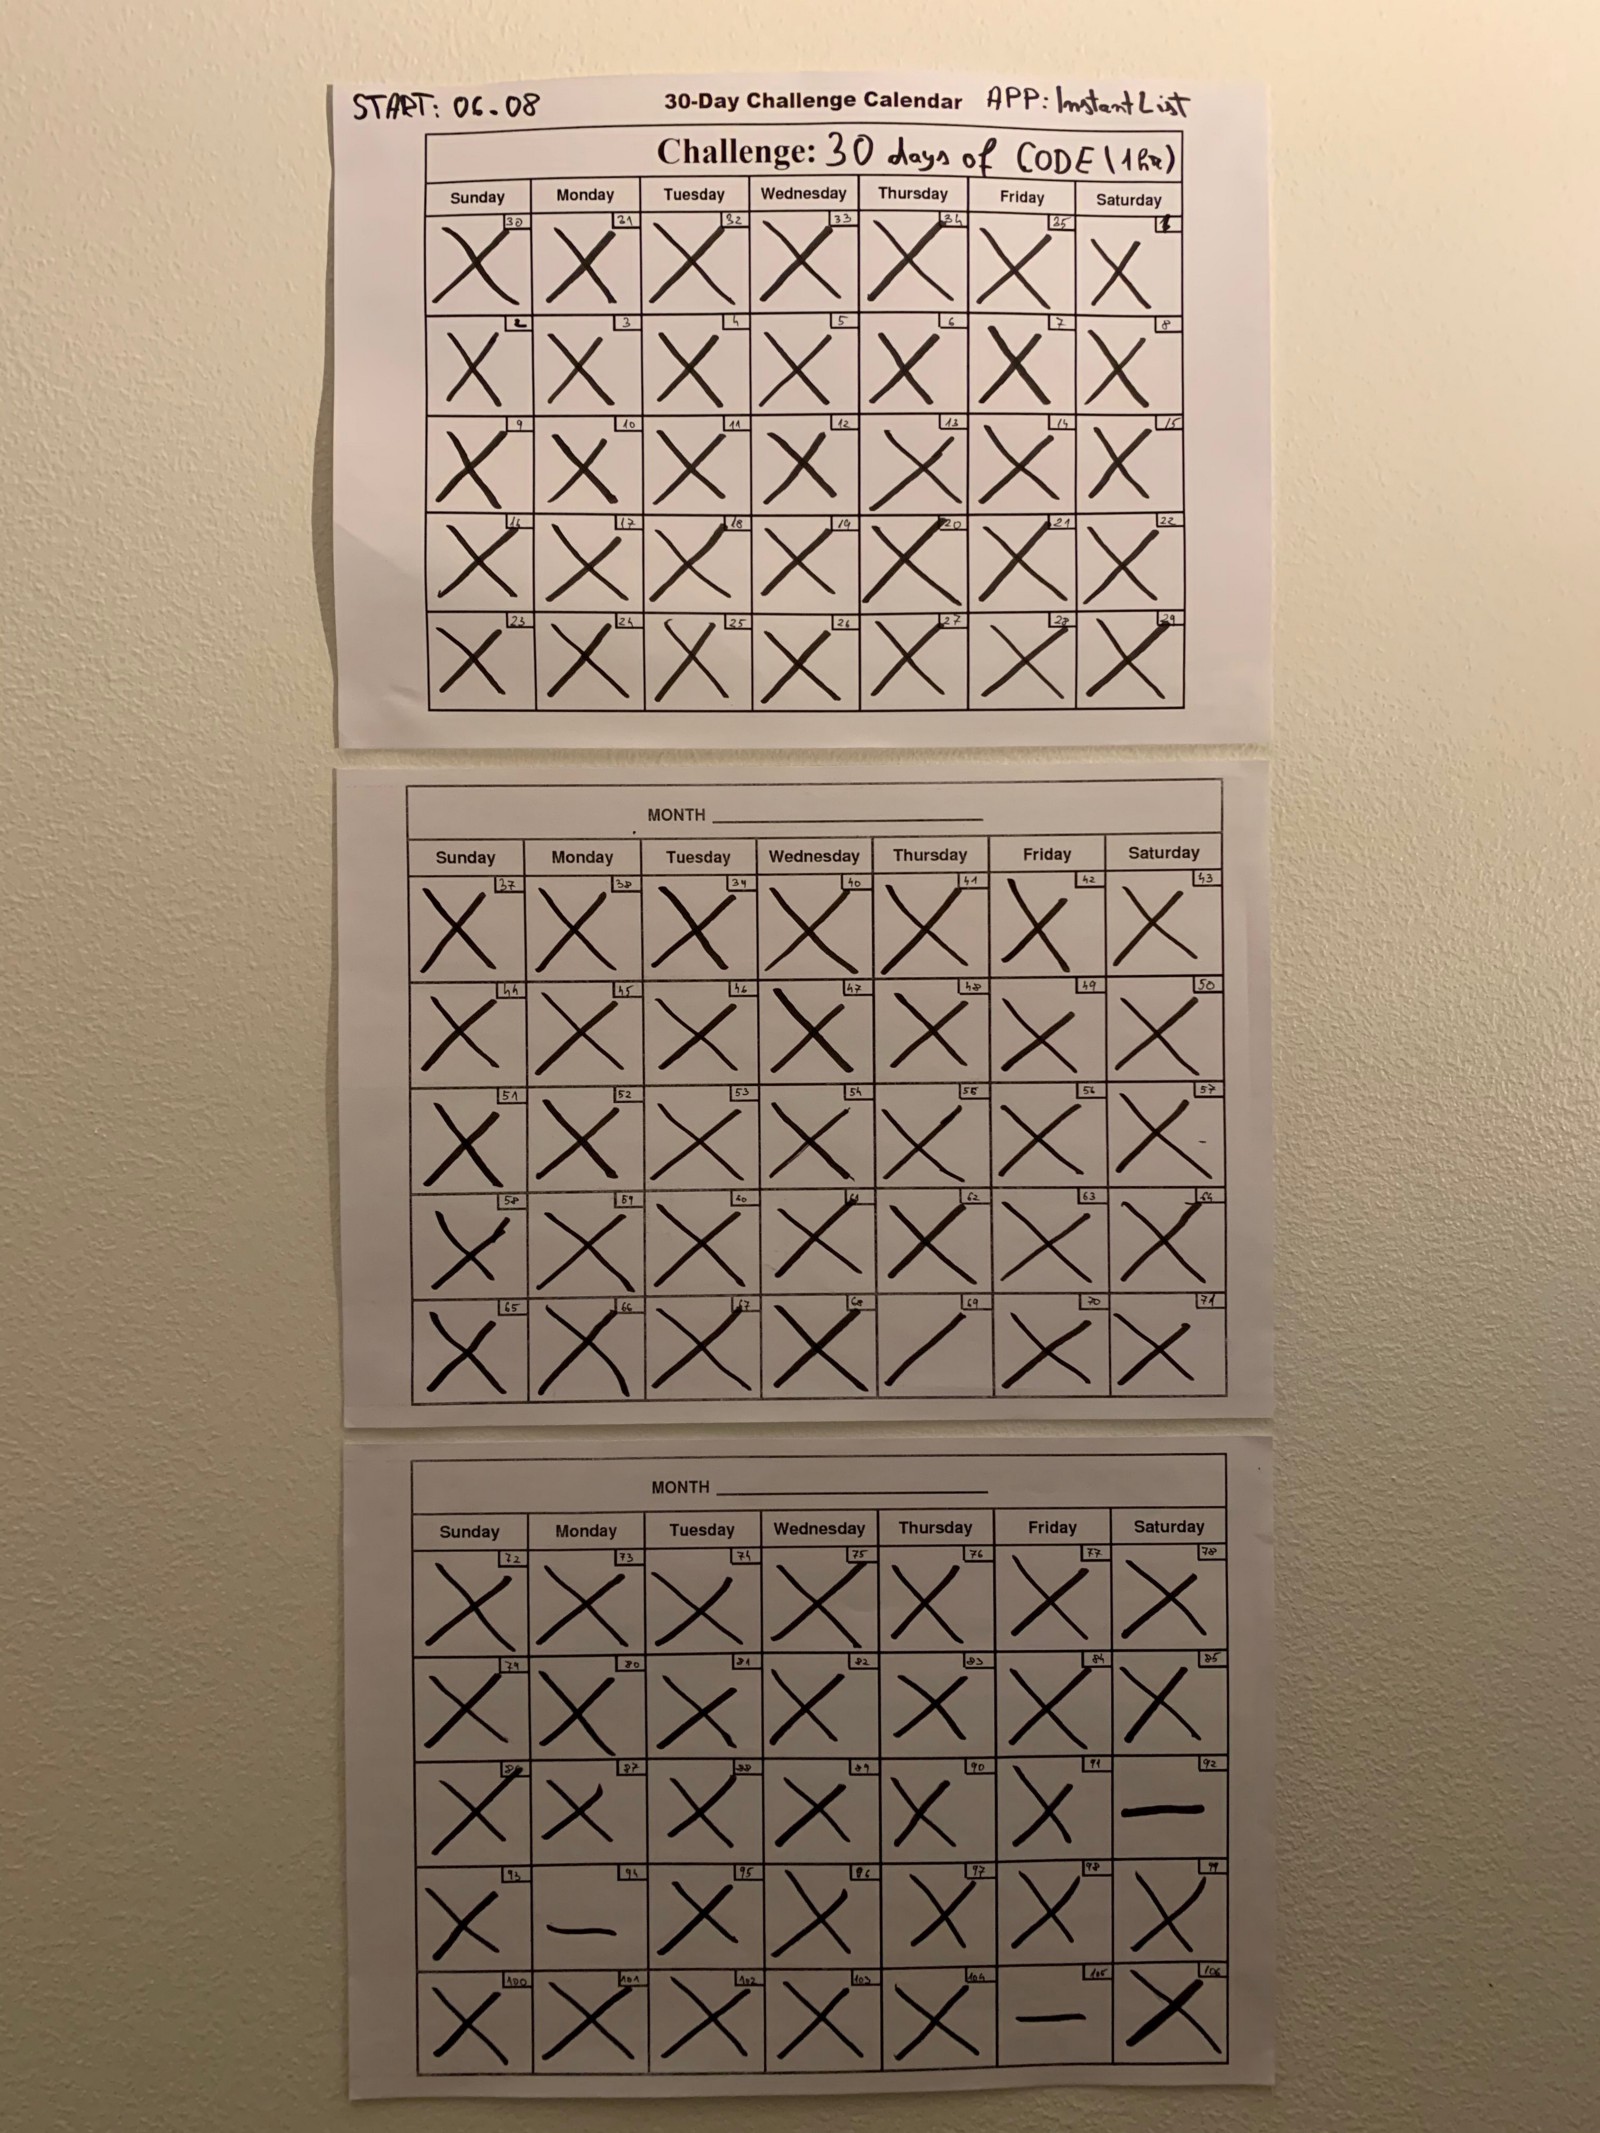 START: 06.08 30-Day Challenge Calendar APP: Instant List
Challenge: 30 days of CODE (1hr)
Sunday Monday Tuesday Wednesday Thursday Friday Saturday
30 31 32 33 34 35 1
2 3 4 5 6 7 8
9 10 11 12 13 14 15
16 17 18 19 20 21 22
23 24 25 26 27 28 29
MONTH
Sunday Monday Tuesday Wednesday Thursday Friday Saturday
37 38 39 40 41 42 43
44 45 46 47 48 49 50
51 52 53 54 55 56 57
58 59 60 61 62 63 64
65 66 67 68 69 70 71
MONTH
Sunday Monday Tuesday Wednesday Thursday Friday Saturday
72 73 74 75 76 77 78
79 80 81 82 83 84 85
86 87 88 89 90 91 92
93 94 95 96 97 98 99
100 101 102 103 104 105 106